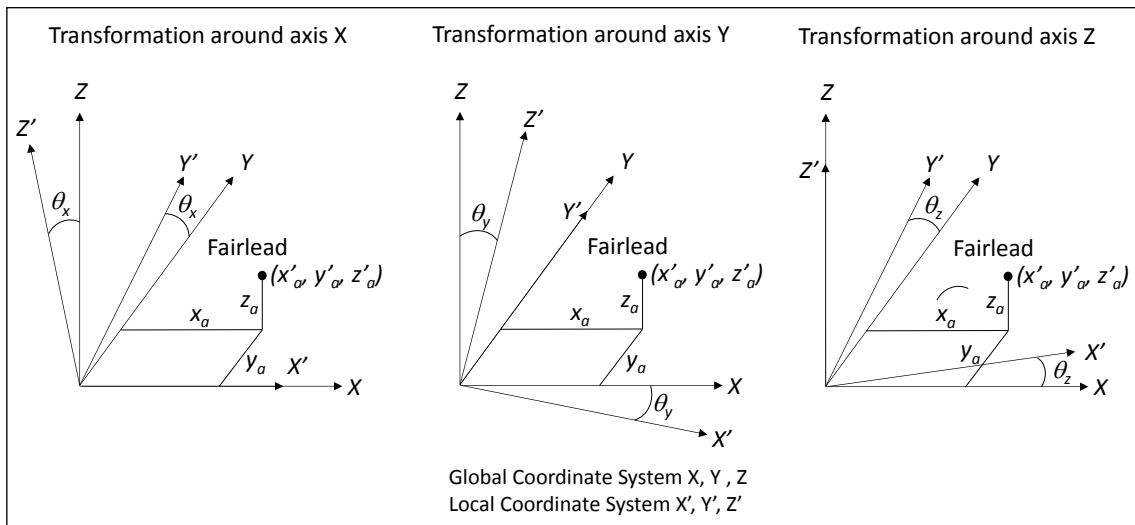 Transformation around axis X
Z
Z'
Y'
Y
θx
θx
Fairlead
(x'a, y'a, z'a)
za
xa
ya
X'
X
Transformation around axis Y
Z
Z'
Y
θy
Y'
Fairlead
(x'a, y'a, z'a)
za
xa
ya
X
θy
X'
Transformation around axis Z
Z
Z'
Y'
Y
θz
Fairlead
(x'a, y'a, z'a)
xa
za
ya
X'
θz
X
Global Coordinate System X, Y , Z
Local Coordinate System X', Y', Z'